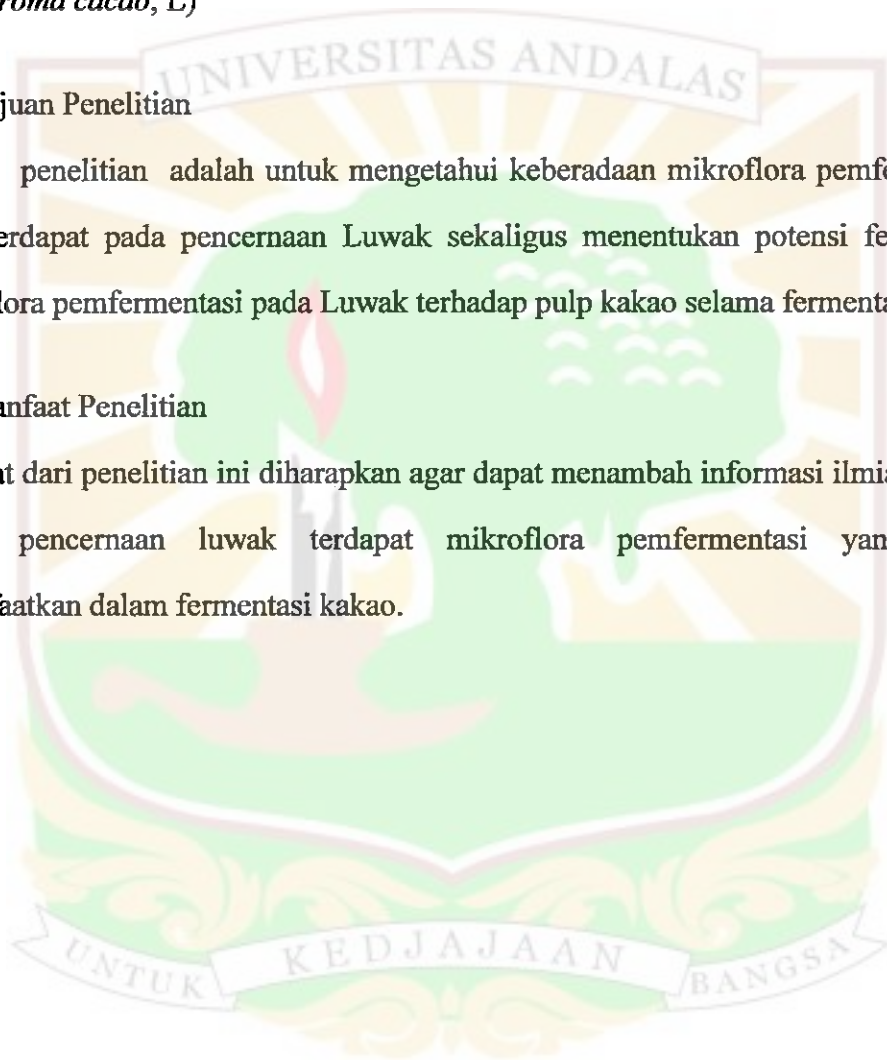 roma cacao, L)
UNIVERSITAS ANDALAS
juan Penelitian
penelitian adalah untuk mengetahui keberadaan mikroflora pemfe
erdapat pada pencernaan Luwak sekaligus menentukan potensi fe
lora pemfermentasi pada Luwak terhadap pulp kakao selama fermenta
anfaat Penelitian
at dari penelitian ini diharapkan agar dapat menambah informasi ilmia
pencernaan luwak terdapat mikroflora pemfermentasi yan
aatkan dalam fermentasi kakao.
UNTUK KEDJAJAAN BANGSA